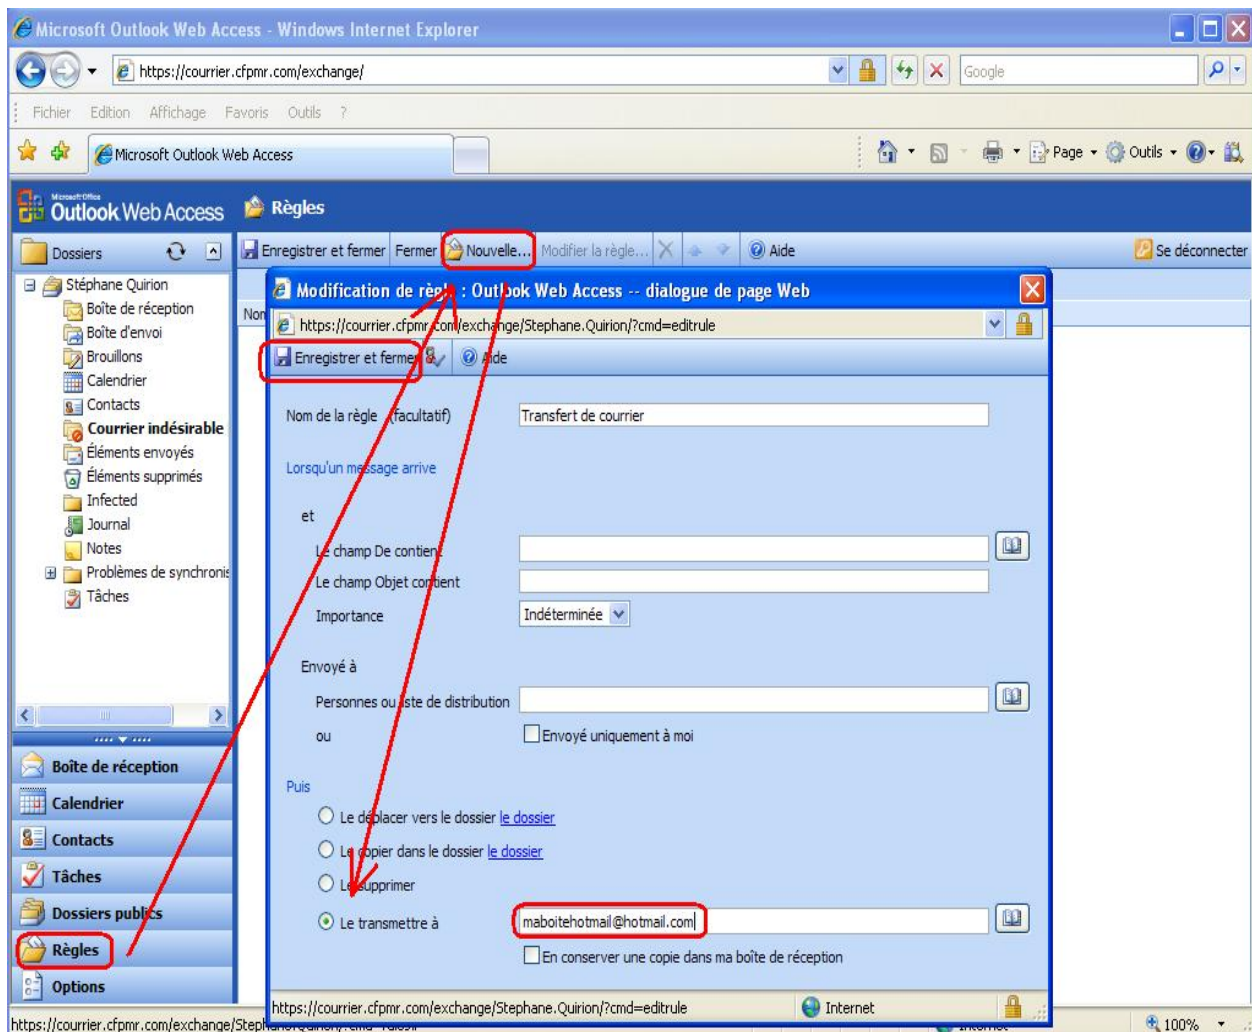 Microsoft Outlook Web Access - Windows Internet Explorer
https://courrier.cfpmr.com/exchange/
Google
Fichier Edition Affichage Favoris Outils ?
Microsoft Outlook Web Access
Page Outils
Microsoft Office
Outlook Web Access
Règles
Dossiers
Enregistrer et fermer Fermer Nouvelle... Modifier la règle... Aide
Se déconnecter
Stéphane Quirion
Boîte de réception
Boîte d'envoi
Brouillons
Calendrier
Contacts
Courrier indésirable
Éléments envoyés
Éléments supprimés
Infected
Journal
Notes
Problèmes de synchronis
Tâches
Boîte de réception
Calendrier
Contacts
Tâches
Dossiers publics
Règles
Options
Nom
Modification de règle : Outlook Web Access -- dialogue de page Web
https://courrier.cfpmr.com/exchange/Stephane.Quirion/?cmd=editrule
Enregistrer et fermer Aide
Nom de la règle (facultatif) Transfert de courrier
Lorsqu'un message arrive
et
Le champ De contient
Le champ Objet contient
Importance Indéterminée
Envoyé à
Personnes ou liste de distribution
ou Envoyé uniquement à moi
Puis
Le déplacer vers le dossier le dossier
Le copier dans le dossier le dossier
Le supprimer
Le transmettre à maboitehotmail@hotmail.com
En conserver une copie dans ma boîte de réception
https://courrier.cfpmr.com/exchange/Stephane.Quirion/?cmd=editrule Internet
100%